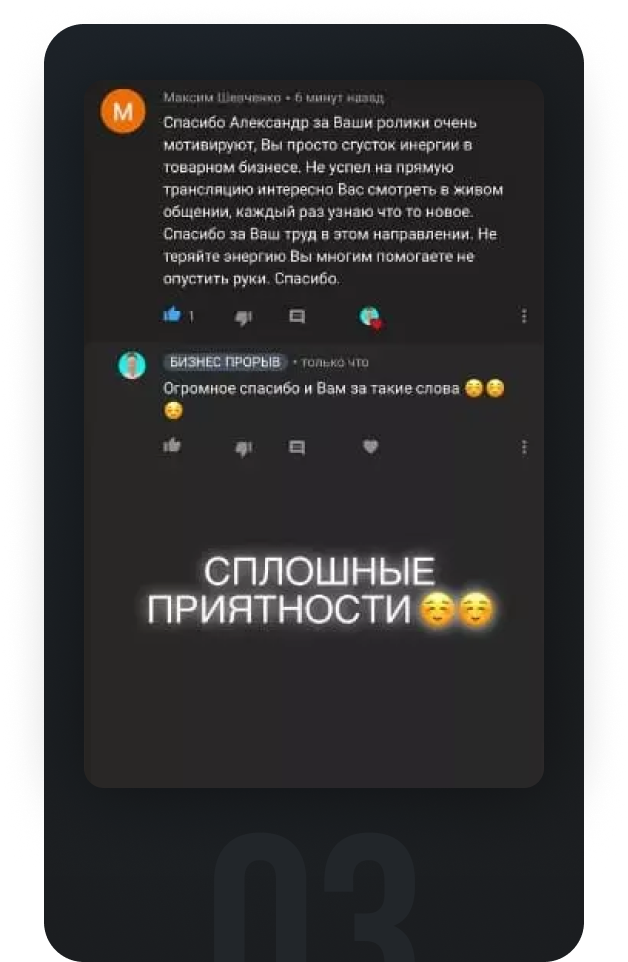 М
Максим Шевченко • 6 минут назад
Спасибо Александр за Ваши ролики очень
мотивируют, Вы просто сгусток инергии в
товарном бизнесе. Не успел на прямую
трансляцию интересно Вас смотреть в живом
общении, каждый раз узнаю что то новое.
Спасибо за Ваш труд в этом направлении. Не
теряйте энергию Вы многим помогаете не
опустить руки. Спасибо.
1
БИЗНЕС ПРОРЫВ • только что
Огромное спасибо и Вам за такие слова ☺️☺️
☺️
СПЛОШНЫЕ
ПРИЯТНОСТИ ☺️☺️
03